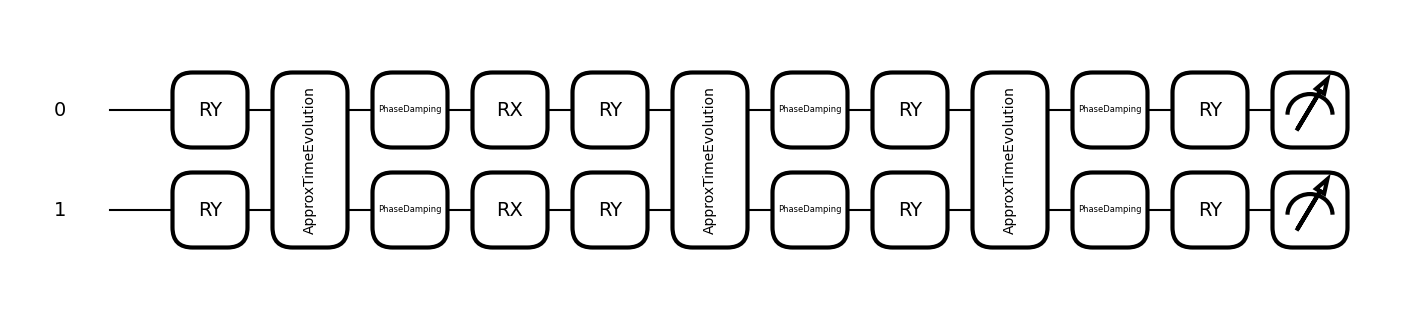 0 RY ApproxTimeEvolution PhaseDamping RX RY ApproxTimeEvolution PhaseDamping RY ApproxTimeEvolution PhaseDamping RY
1 RY PhaseDamping RX RY PhaseDamping RY PhaseDamping RY